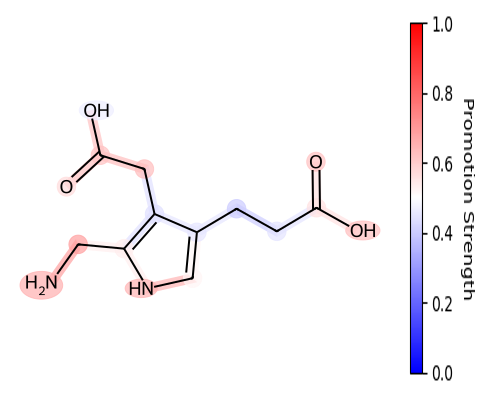 OH
O
H₂N
HN
O
OH
1.0
0.8
0.6
0.4
0.2
0.0
Promotion Strength